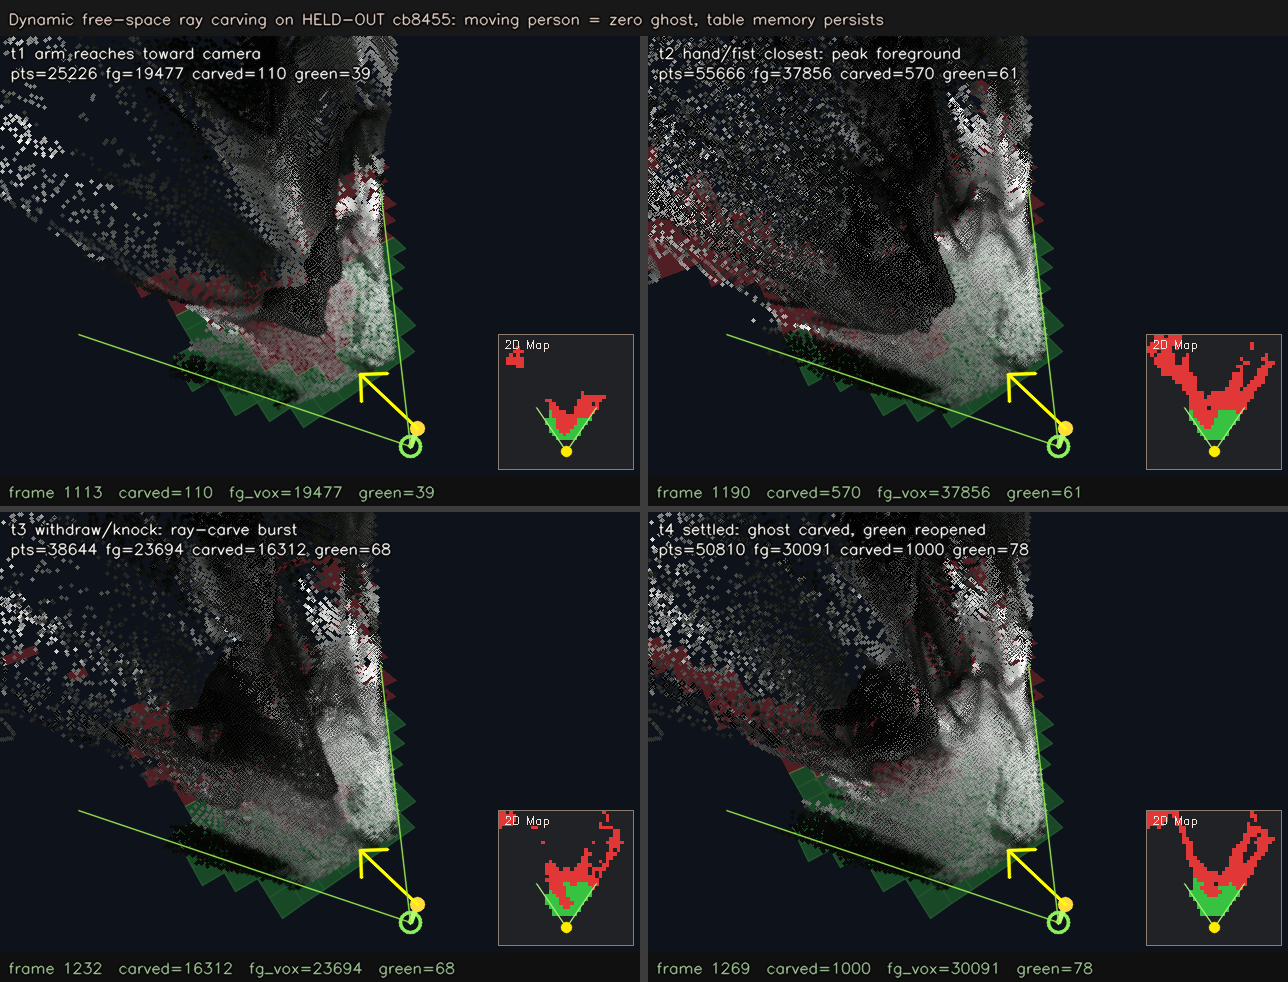 Dynamic free-space ray carving on HELD-OUT cb8455: moving person = zero ghost, table memory persists
t1 arm reaches toward camera
pts=25226 fg=19477 carved=110 green=39
2D Map
frame 1113 carved=110 fg_vox=19477 green=39
t2 hand/fist closest: peak foreground
pts=55666 fg=37856 carved=570 green=61
2D Map
frame 1190 carved=570 fg_vox=37856 green=61
t3 withdraw/knock: ray-carve burst
pts=38644 fg=23694 carved=16312 green=68
2D Map
frame 1232 carved=16312 fg_vox=23694 green=68
t4 settled: ghost carved, green reopened
pts=50810 fg=30091 carved=1000 green=78
2D Map
frame 1269 carved=1000 fg_vox=30091 green=78